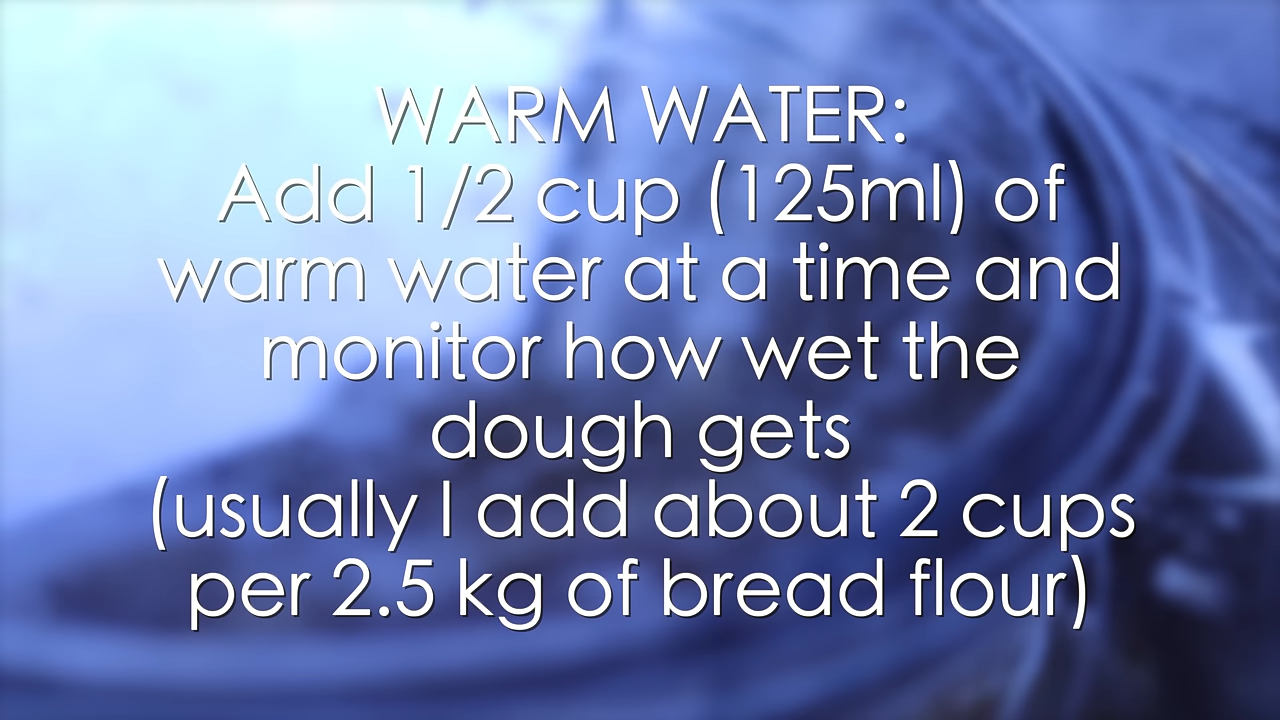 WARM WATER:
Add 1/2 cup (125ml) of
warm water at a time and
monitor how wet the
dough gets
(usually I add about 2 cups
per 2.5 kg of bread flour)